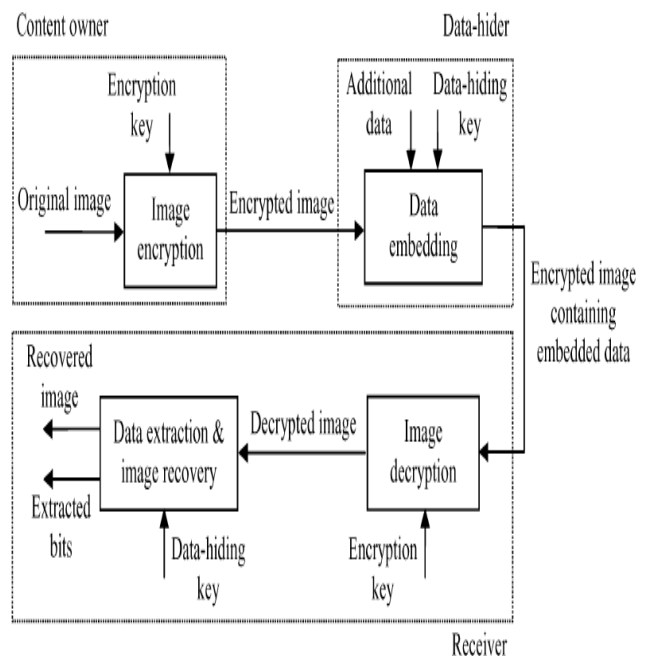 Content owner
Data-hider
Encryption
key
Additional
data
Data-hiding
key
Original image
Image
encryption
Encrypted image
Data
embedding
Encrypted image
containing
embedded data
Recovered
image
Data extraction &
image recovery
Decrypted image
Image
decryption
Extracted
bits
Data-hiding
key
Encryption
key
Receiver